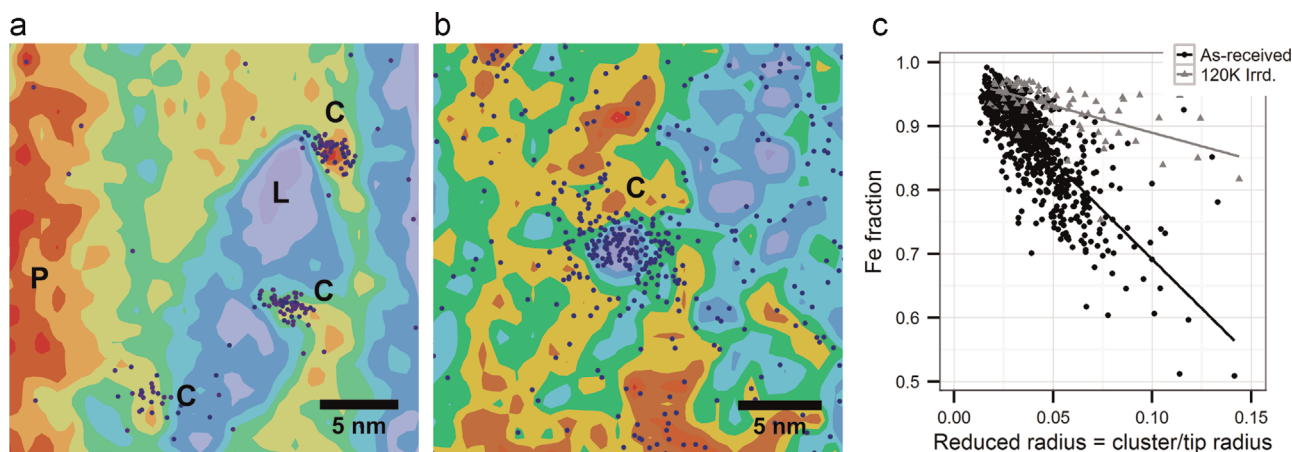 a
b
c
C
L
C
P
C
5 nm
C
5 nm
As-received
120K Irrd.
Fe fraction
1.0
0.9
0.8
0.7
0.6
0.5
0.00
0.05
0.10
0.15
Reduced radius = cluster/tip radius